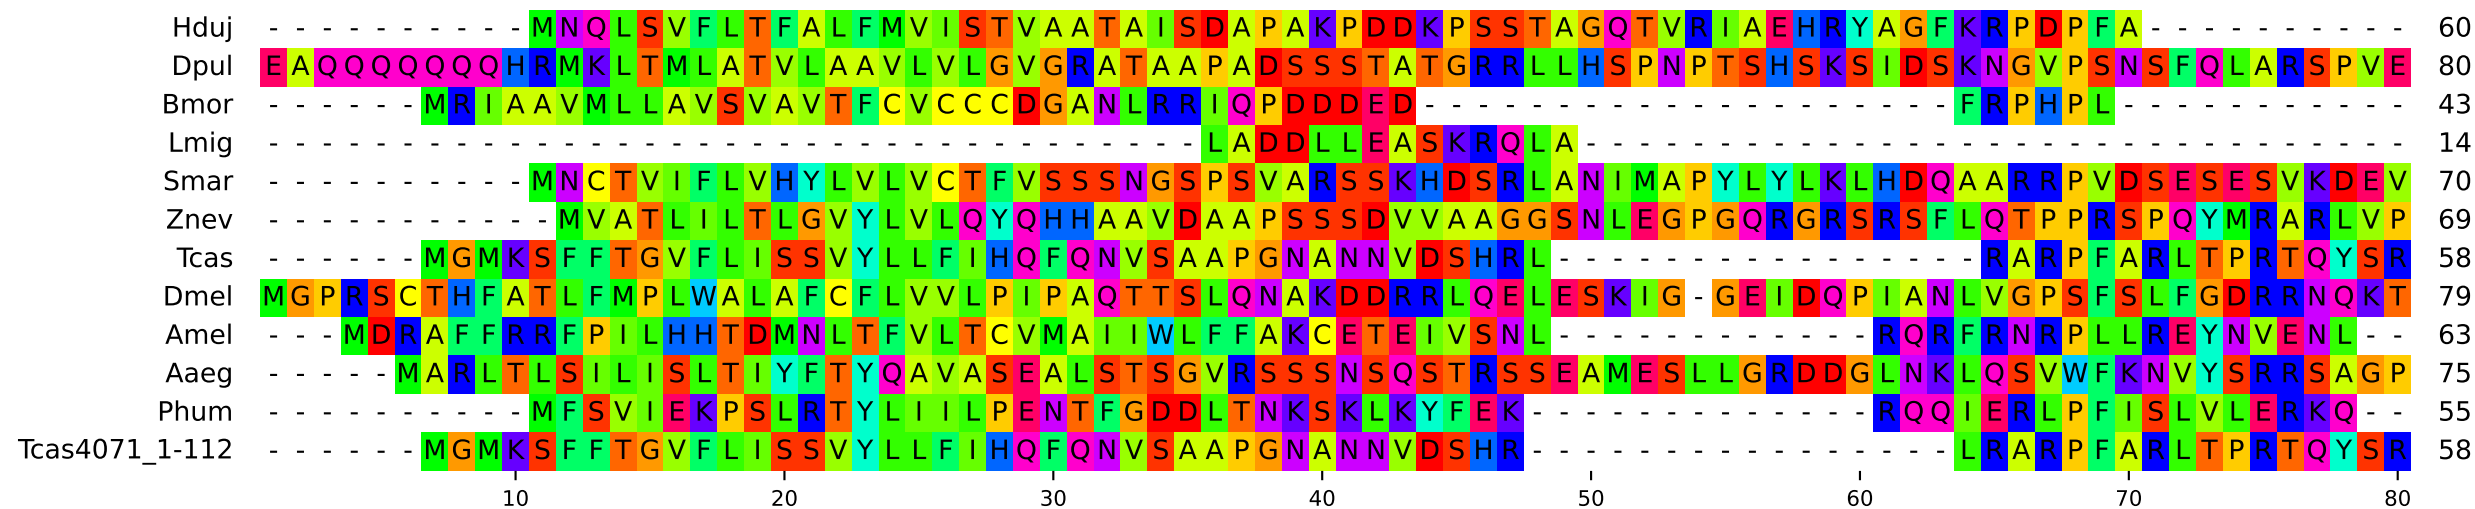 Hduj ----------MNQLSVFLTFALFMVISTVAATAISDAPAKPDDKPSSTAGQTVRIAEHRYAGFKRPDPFA---------- 60
Dpul EAQQQQQQQHRMKLTMLATVLAAVLVLGVGRATAAPADSSSTATGRRLLHSPNPTSHSKSIDSKNGVPSNSFQLARSPVE 80
Bmor ------MRIAAVMLLAVSVAVTFCVCCCDGANLRRIQPDDDED--------------------FRPHPL----------- 43
Lmig -----------------------------------LADDLLEASKRQLA------------------------------- 14
Smar ----------MNCTVIFLVHYLVLVCTFVSSSNGSPSVARSSKHDSRLANIMAPYLYLKLHDQAARRPVDSESESVKDEV 70
Znev -----------MVATLILTLGVYLVLQYQHHAAVDAAPSSSDVVAAGGSNLEGPGQRGRSRSFLQTPPRSPQYMRARLVP 69
Tcas ------MGMKSFFTGVFLISSVYLLFIHQFQNVSAAPGNANNVDSHRL----------------RARPFARLTPRTQYSR 58
Dmel MGPRSCTHFATLFMPLWALAFCFLVVLPIPAQTTSLQNAKDDRRLQELESKIG-GEIDQPIANLVGPSFSLFGDRRNQKT 79
Amel ---MDRAFFRRFPILHHTDMNLTFVLTCVMAIIWLFFAKCETEIVSNL------------RQRFRNRPLLREYNVENL-- 63
Aaeg -----MARLTLSILISLTIYFTYQAVASEALSTSGVRSSSNSQSTRSSEAMESLLGRDDGLNKLQSVWFKNVYSRRSAGP 75
Phum ----------MFSVIEKPSLRTYLIILPENTFGDDLTNKSKLKYFEK-------------RQQIERLPFISLVLERKQ-- 55
Tcas4071_1-112 ------MGMKSFFTGVFLISSVYLLFIHQFQNVSAAPGNANNVDSHR----------------LRARPFARLTPRTQYSR 58
10 20 30 40 50 60 70 80